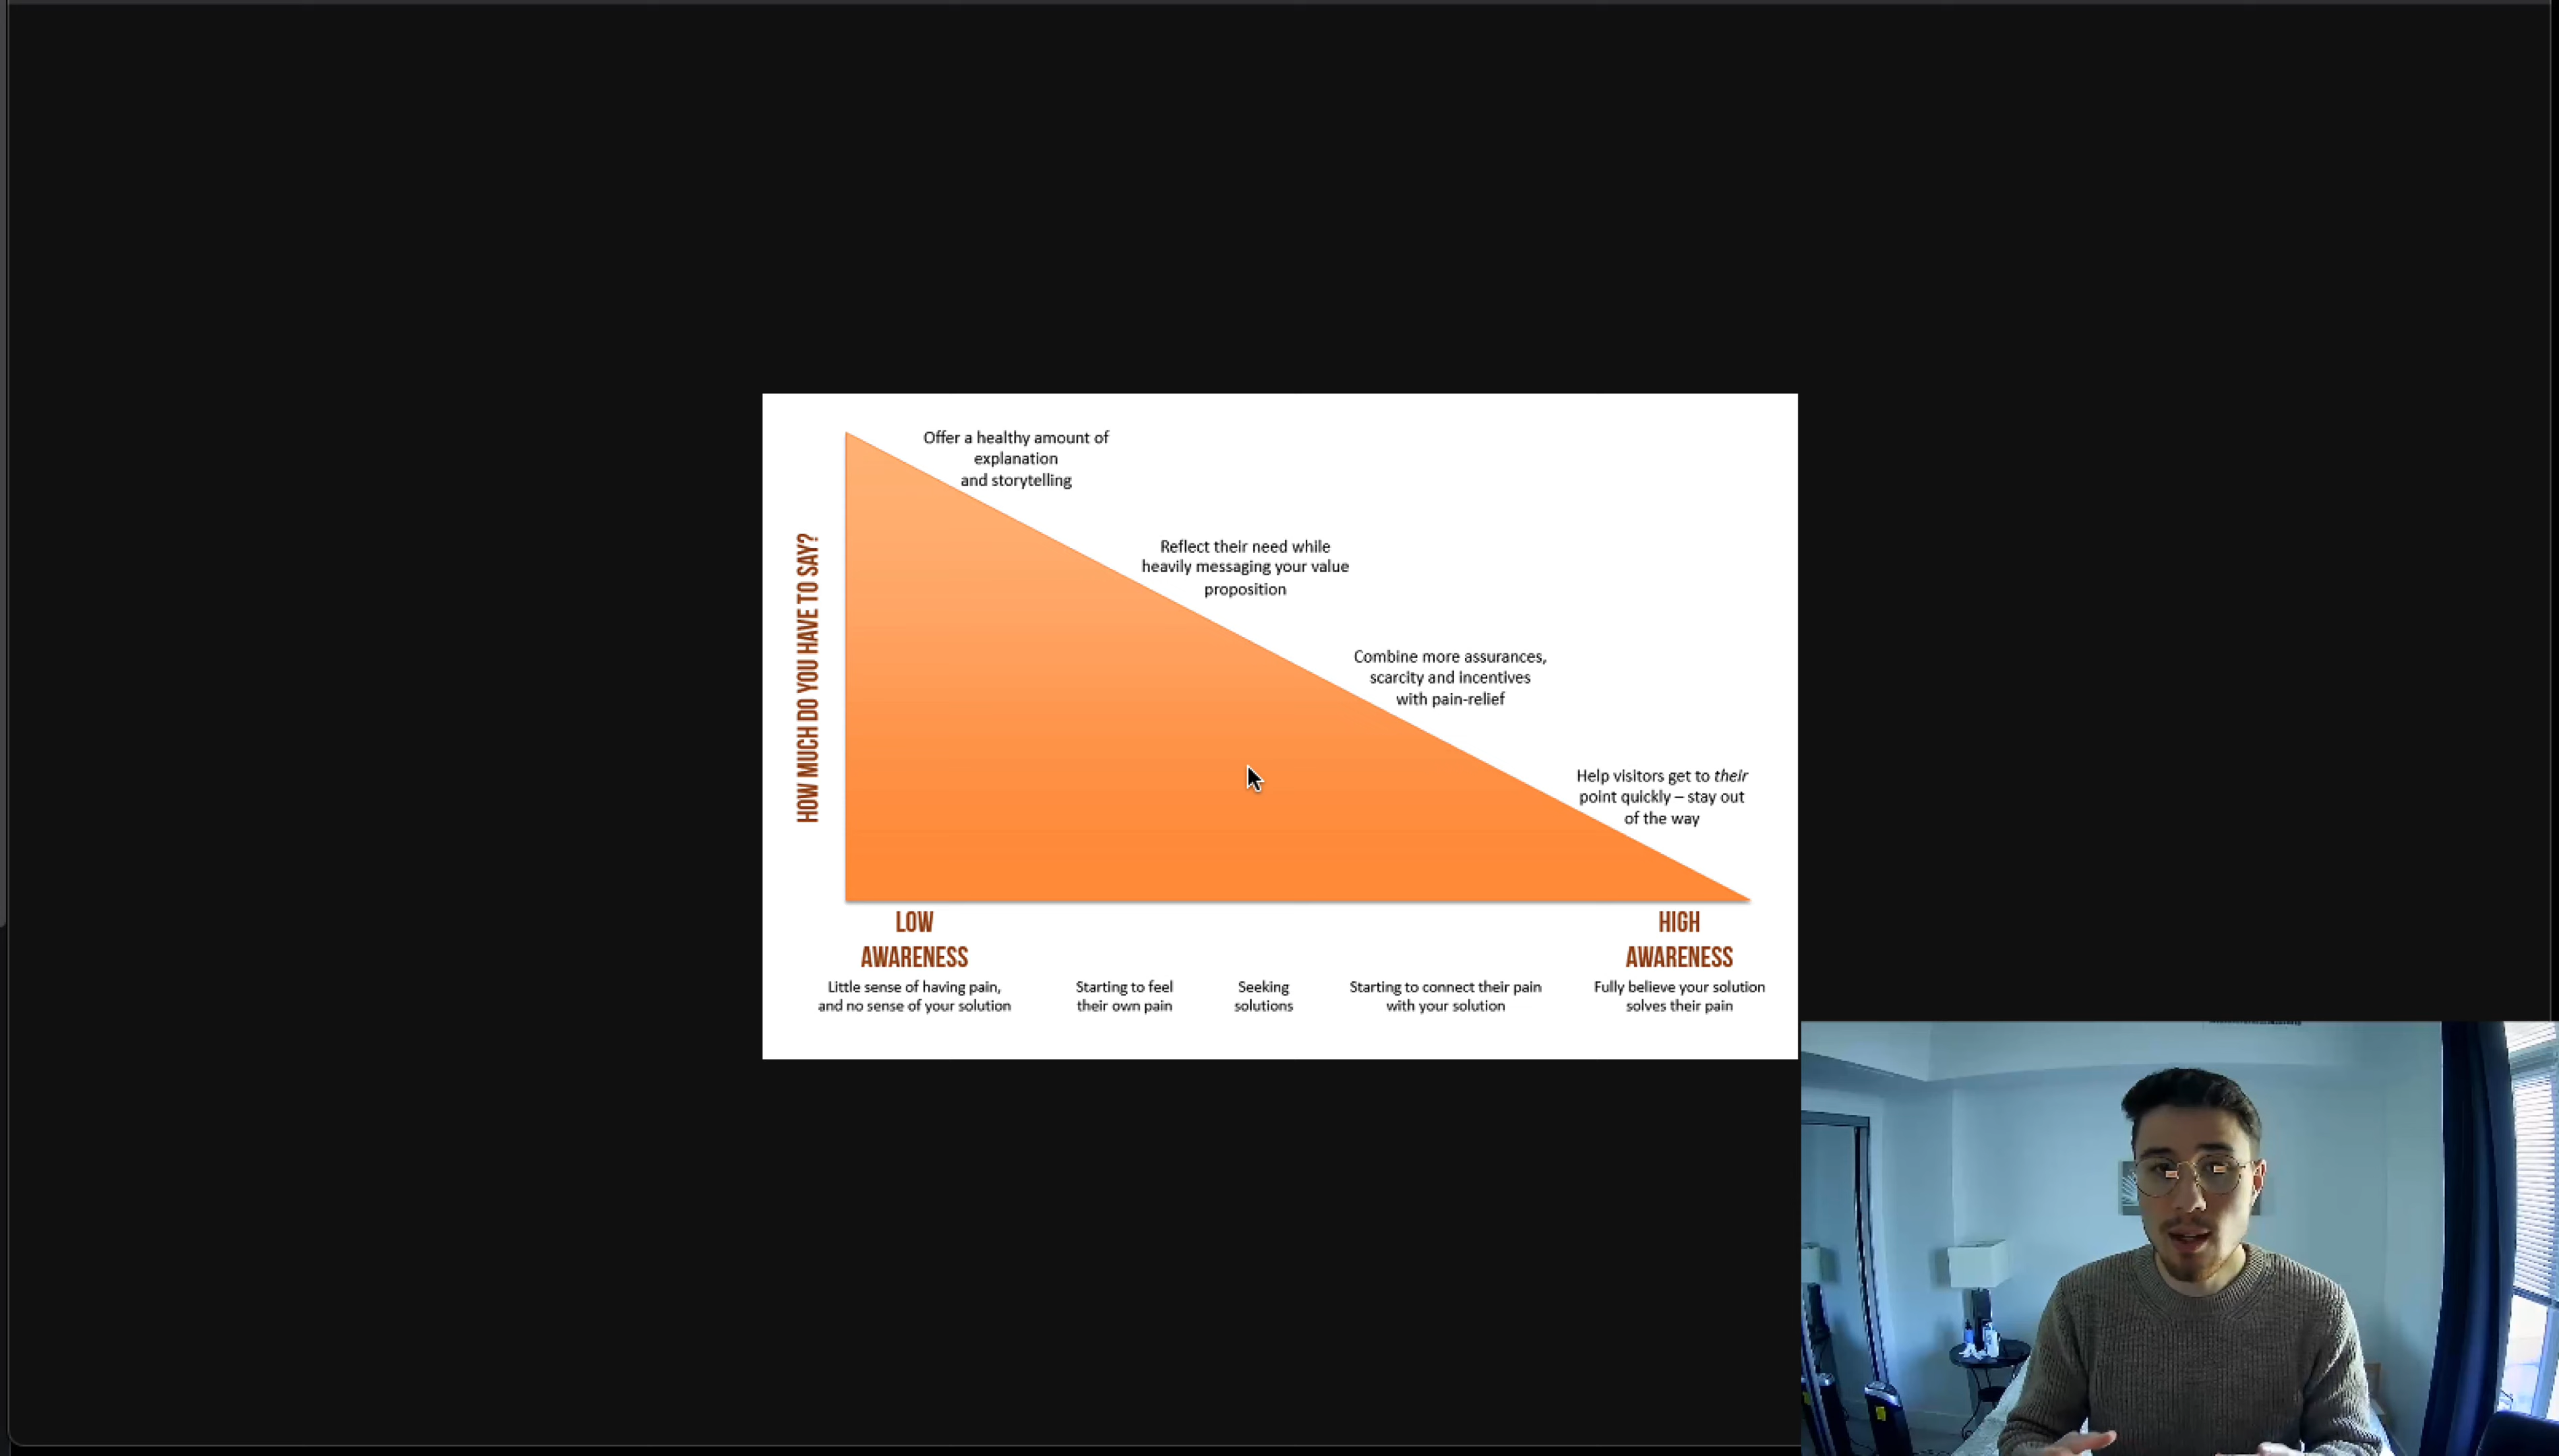 Offer a healthy amount of
explanation
and storytelling
Reflect their need while
heavily messaging your value
proposition
HOW MUCH DO YOU HAVE TO SAY?
Combine more assurances,
scarcity and incentives
with pain-relief
Help visitors get to their
point quickly – stay out
of the way
LOW
AWARENESS
HIGH
AWARENESS
Little sense of having pain,
and no sense of your solution
Starting to feel
their own pain
Seeking
solutions
Starting to connect their pain
with your solution
Fully believe your solution
solves their pain